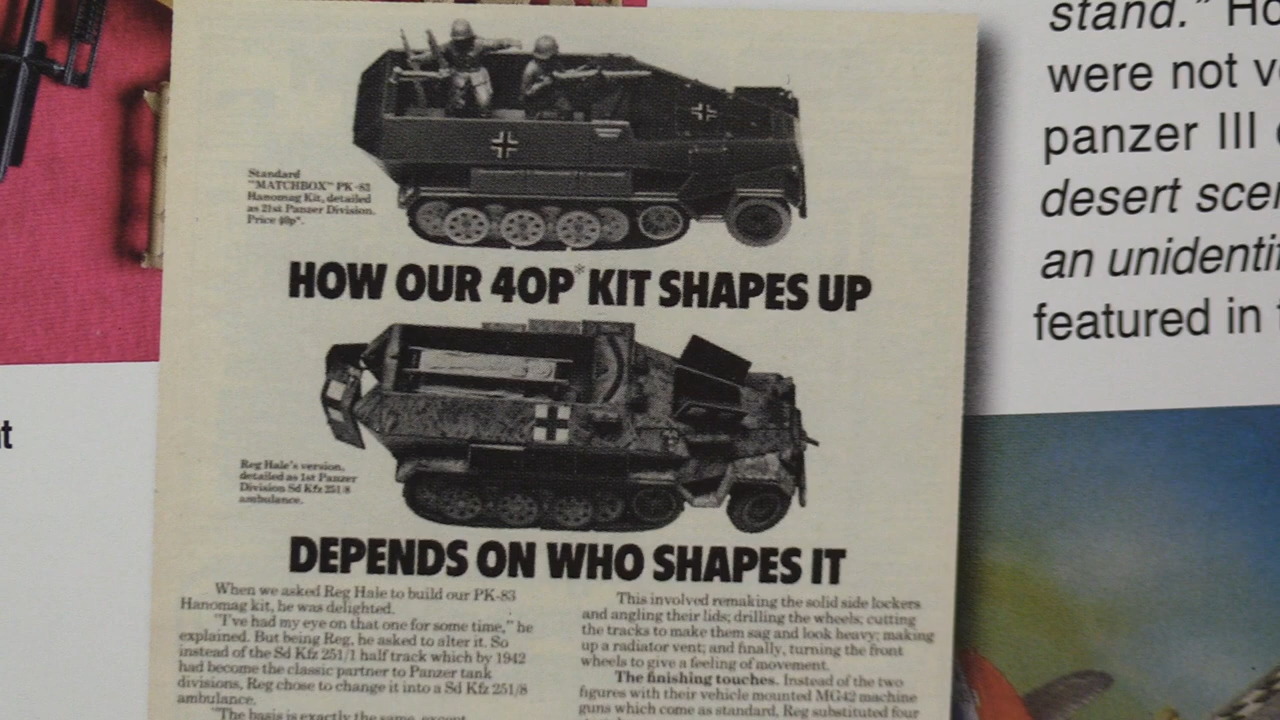 Standard
"MATCHBOX" PK-83
Hanomag Kit, detailed
as 21st Panzer Division.
Price 40p*.
HOW OUR 40P* KIT SHAPES UP
Reg Hale's version,
detailed as 1st Panzer
Division Sd Kfz 251/8
ambulance.
DEPENDS ON WHO SHAPES IT
When we asked Reg Hale to build our PK-83
Hanomag kit, he was delighted.
"I've had my eye on that one for some time," he
explained. But being Reg, he asked to alter it. So
instead of the Sd Kfz 251/1 half track which by 1942
had become the classic partner to Panzer tank
divisions, Reg chose to change it into a Sd Kfz 251/8
ambulance.
"The basis is exactly the same, except
This involved remaking the solid side lockers
and angling their lids; drilling the wheels; cutting
the tracks to make them sag and look heavy; making
up a radiator vent; and finally, turning the front
wheels to give a feeling of movement.
The finishing touches. Instead of the two
figures with their vehicle mounted MG42 machine
guns which come as standard, Reg substituted four
stand."
were not
panzer III
desert
an
featured in